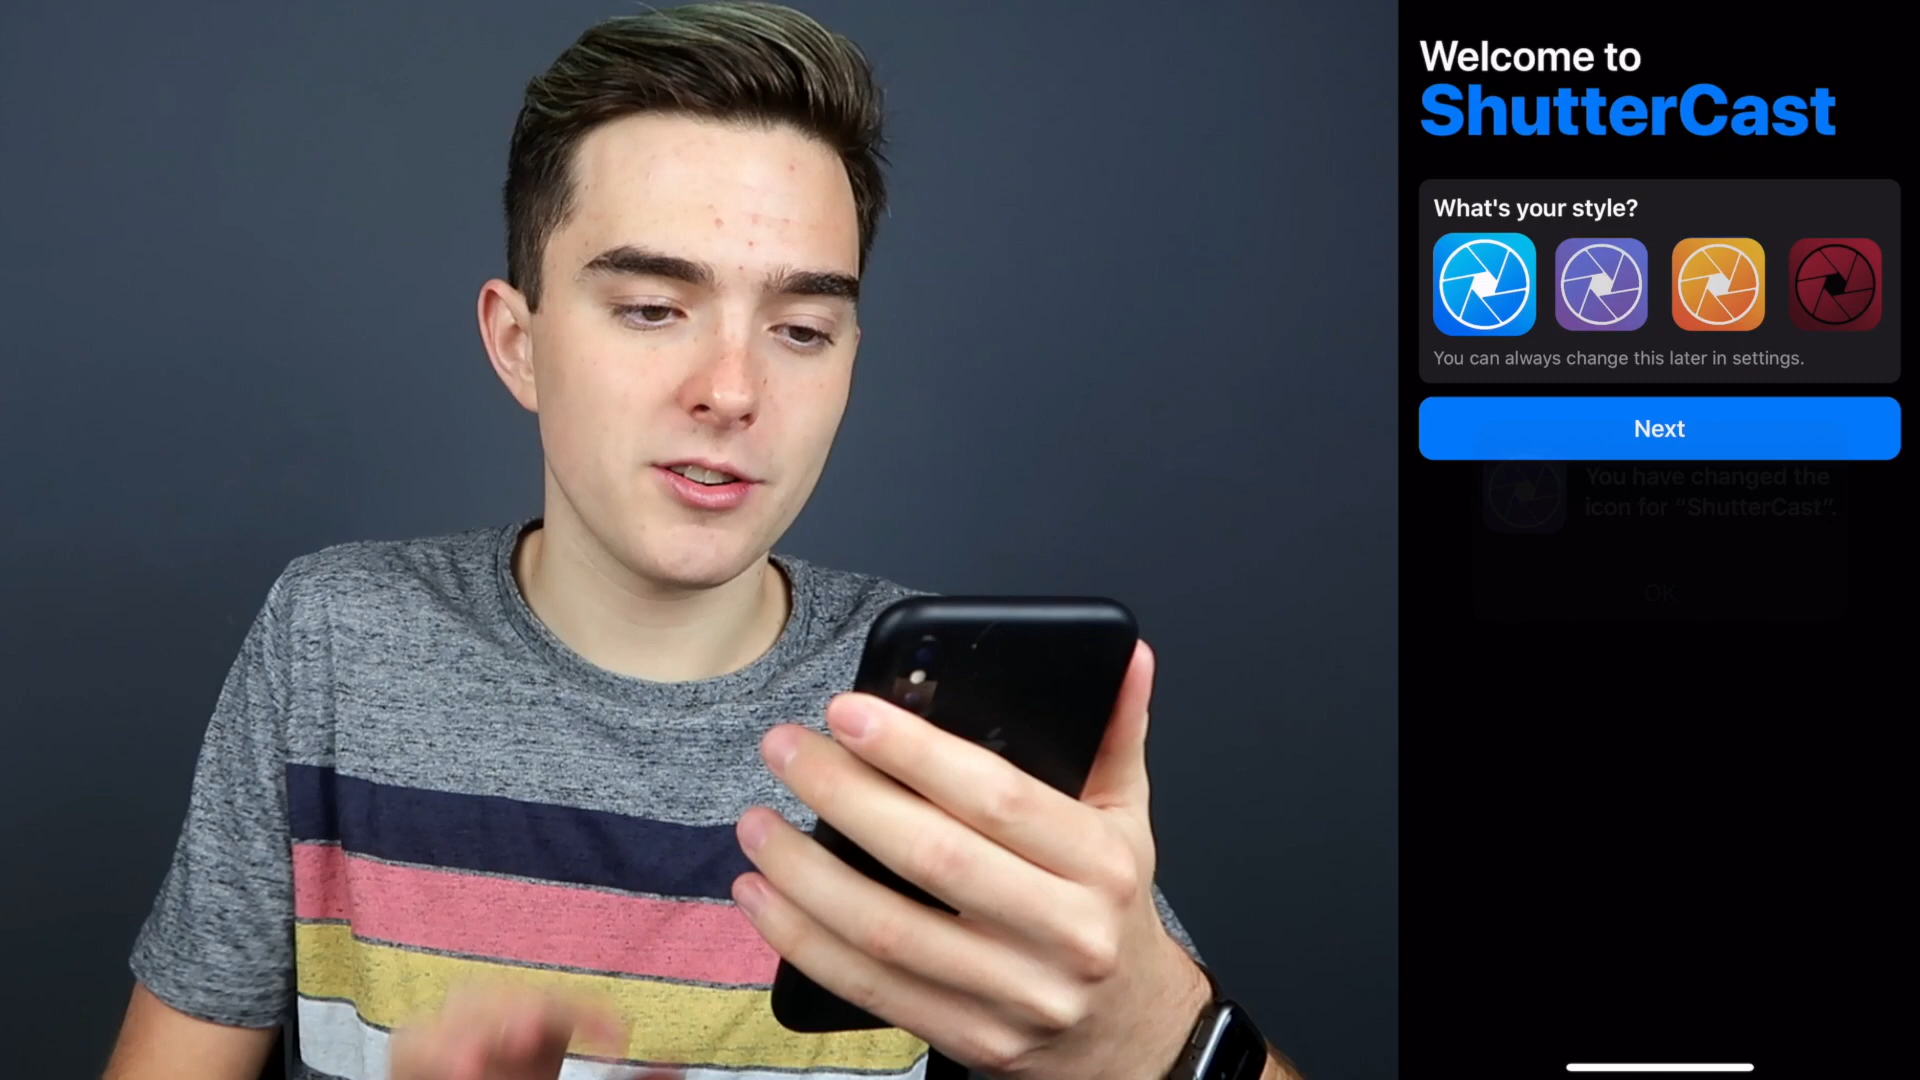 Welcome to
ShutterCast
What's your style?
You can always change this later in settings.
Next
You have changed the
icon for “ShutterCast”.
OK